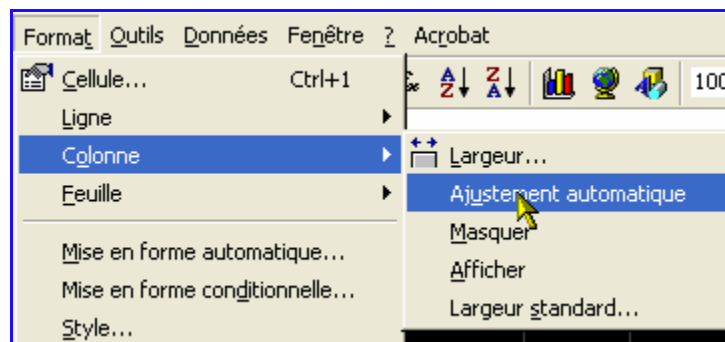 Format Outils Données Fenêtre ? Acrobat
Cellule... Ctrl+1
100
Ligne
Colonne
Largeur...
Feuille
Ajustement automatique
Masquer
Mise en forme automatique...
Afficher
Mise en forme conditionnelle...
Largeur standard...
Style...